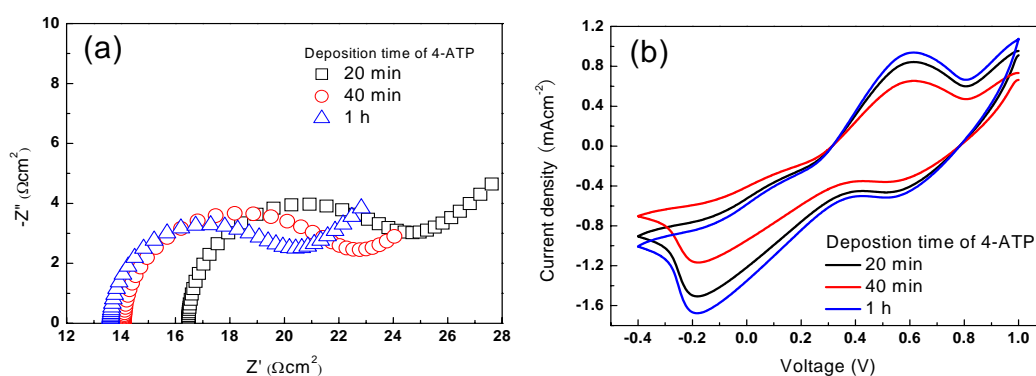 (a)
Deposition time of 4-ATP
20 min
40 min
1 h
10
8
6
4
2
0
-Z'' (Ωcm²)
12 14 16 18 20 22 24 26 28
Z' (Ωcm²)
(b)
1.2
0.8
0.4
0.0
-0.4
-0.8
-1.2
-1.6
Current density (mAcm⁻²)
Depostion time of 4-ATP
20 min
40 min
1 h
-0.4 -0.2 0.0 0.2 0.4 0.6 0.8 1.0
Voltage (V)